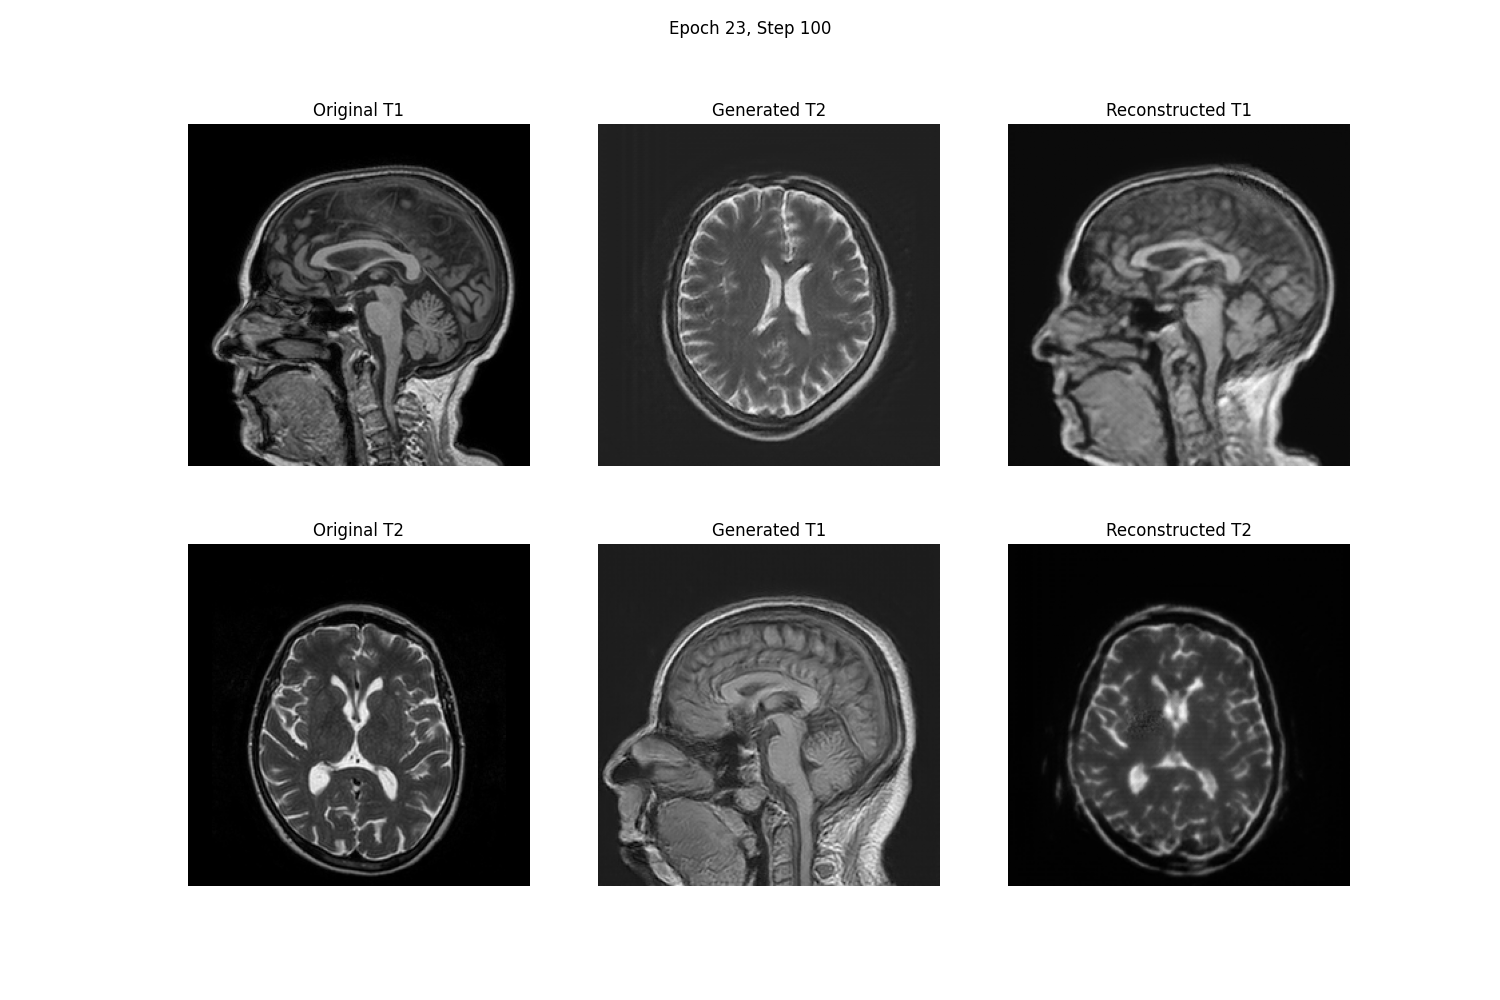 Epoch 23, Step 100
Original T1
Generated T2
Reconstructed T1
Original T2
Generated T1
Reconstructed T2